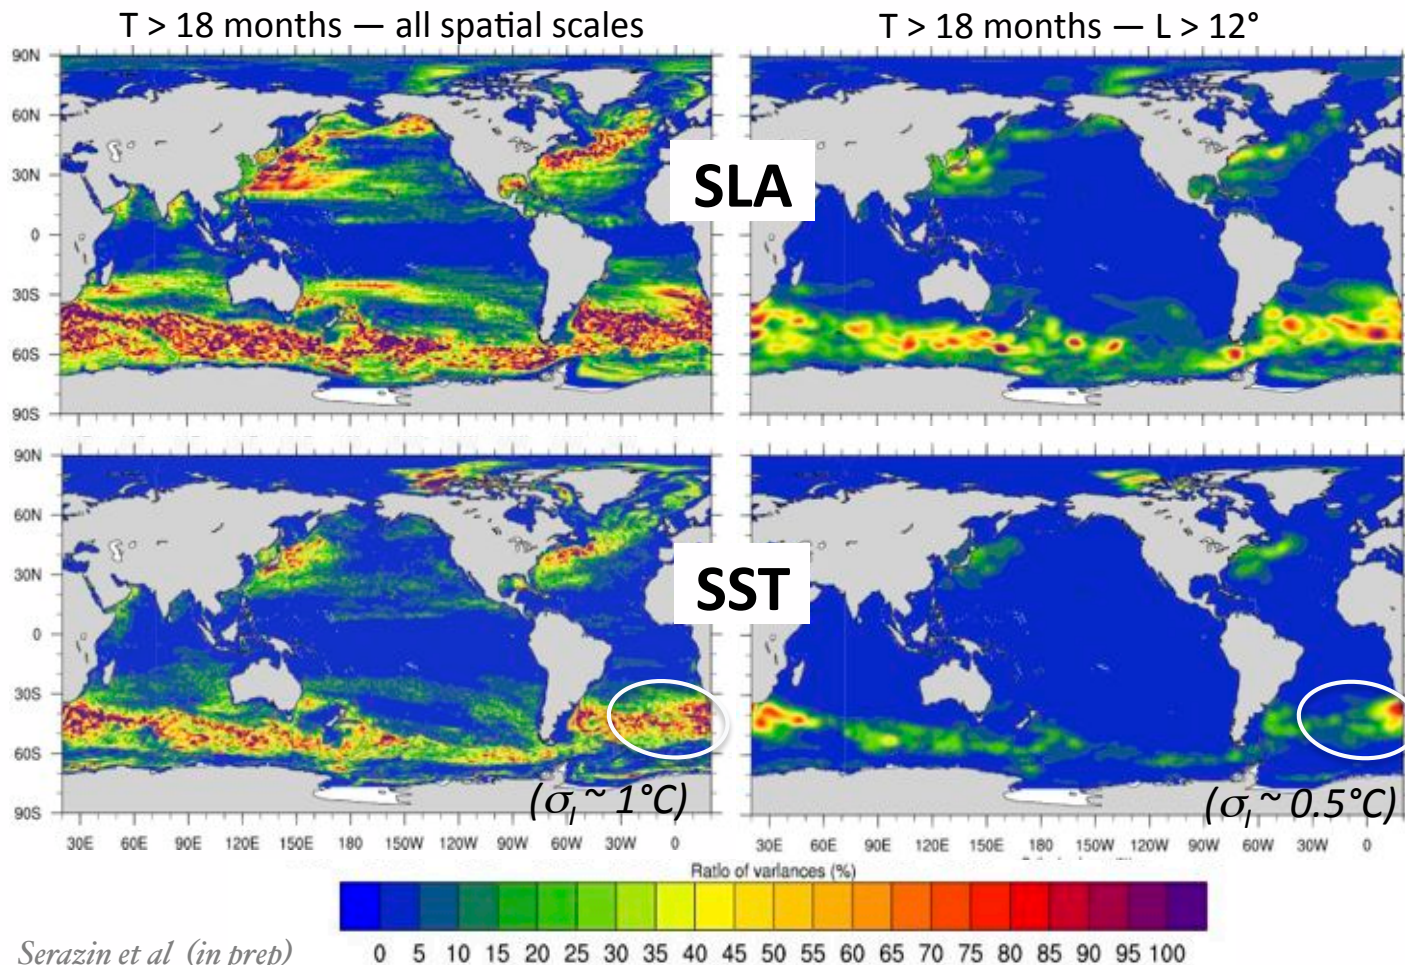 T > 18 months — all spatial scales
T > 18 months — L > 12°
90N
60N
30N
0
30S
60S
90S
SLA
90N
60N
30N
0
30S
60S
90S
SST
(σI ~ 1°C)
(σI ~ 0.5°C)
30E 60E 90E 120E 150E 180 150W 120W 90W 60W 30W 0
30E 60E 90E 120E 150E 180 150W 120W 90W 60W 30W 0
Ratio of variances (%)
0 5 10 15 20 25 30 35 40 45 50 55 60 65 70 75 80 85 90 95 100
Serazin et al (in prep)